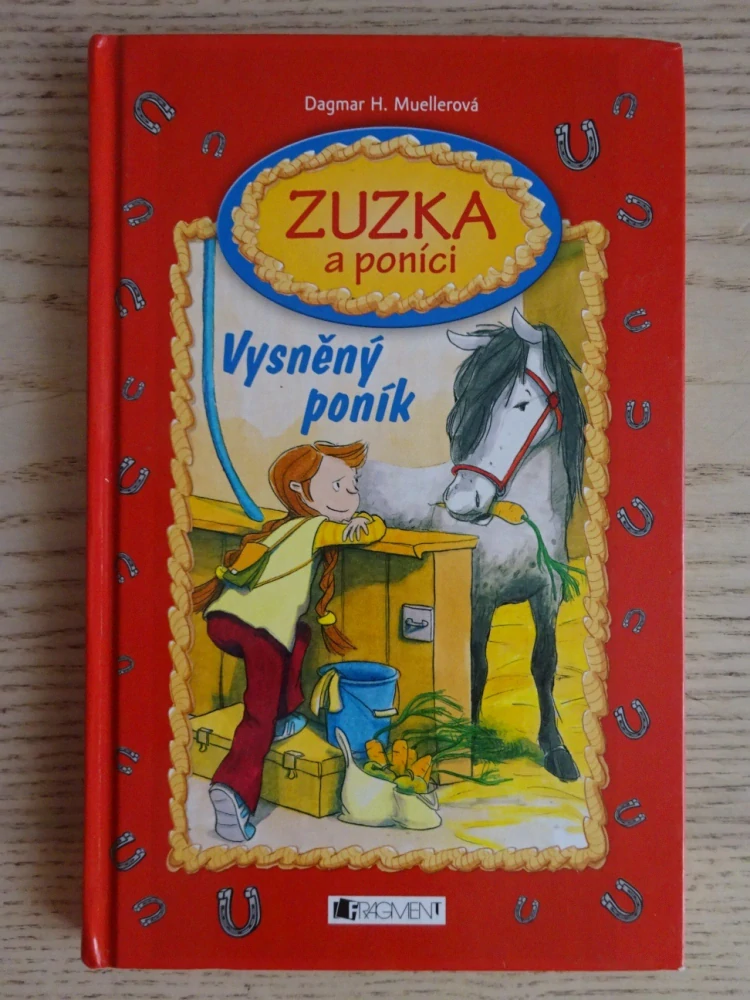 Dagmar H. Muellerová
ZUZKA
a poníci
Vysněný
poník
FRAGMENT